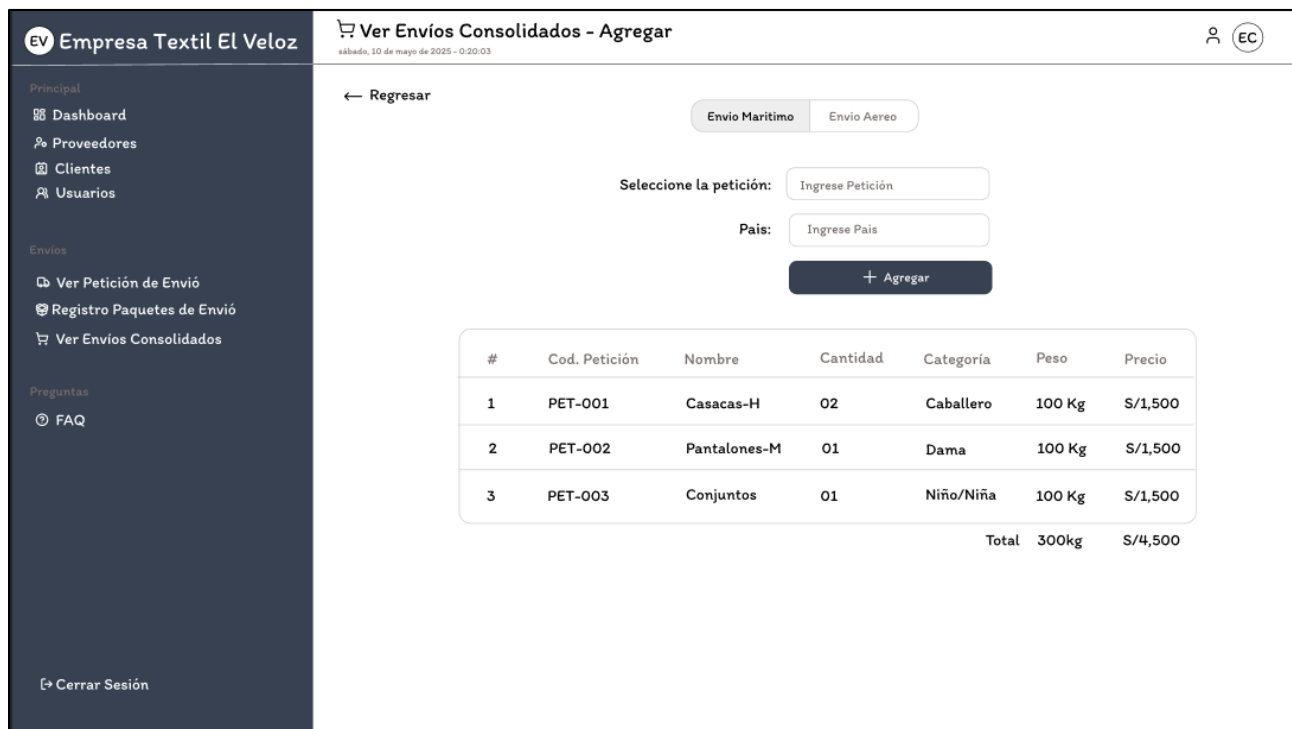 EV Empresa Textil El Veloz
Principal
Dashboard
Proveedores
Clientes
Usuarios
Envíos
Ver Petición de Envió
Registro Paquetes de Envió
Ver Envíos Consolidados
Preguntas
FAQ
Cerrar Sesión
Ver Envíos Consolidados - Agregar
sábado, 10 de mayo de 2025 - 0:20:03
EC
← Regresar
Envio Maritimo Envio Aereo
Seleccione la petición: Ingrese Petición
Pais: Ingrese Pais
+ Agregar
# Cod. Petición Nombre Cantidad Categoría Peso Precio
1 PET-001 Casacas-H 02 Caballero 100 Kg S/1,500
2 PET-002 Pantalones-M 01 Dama 100 Kg S/1,500
3 PET-003 Conjuntos 01 Niño/Niña 100 Kg S/1,500
Total 300kg S/4,500